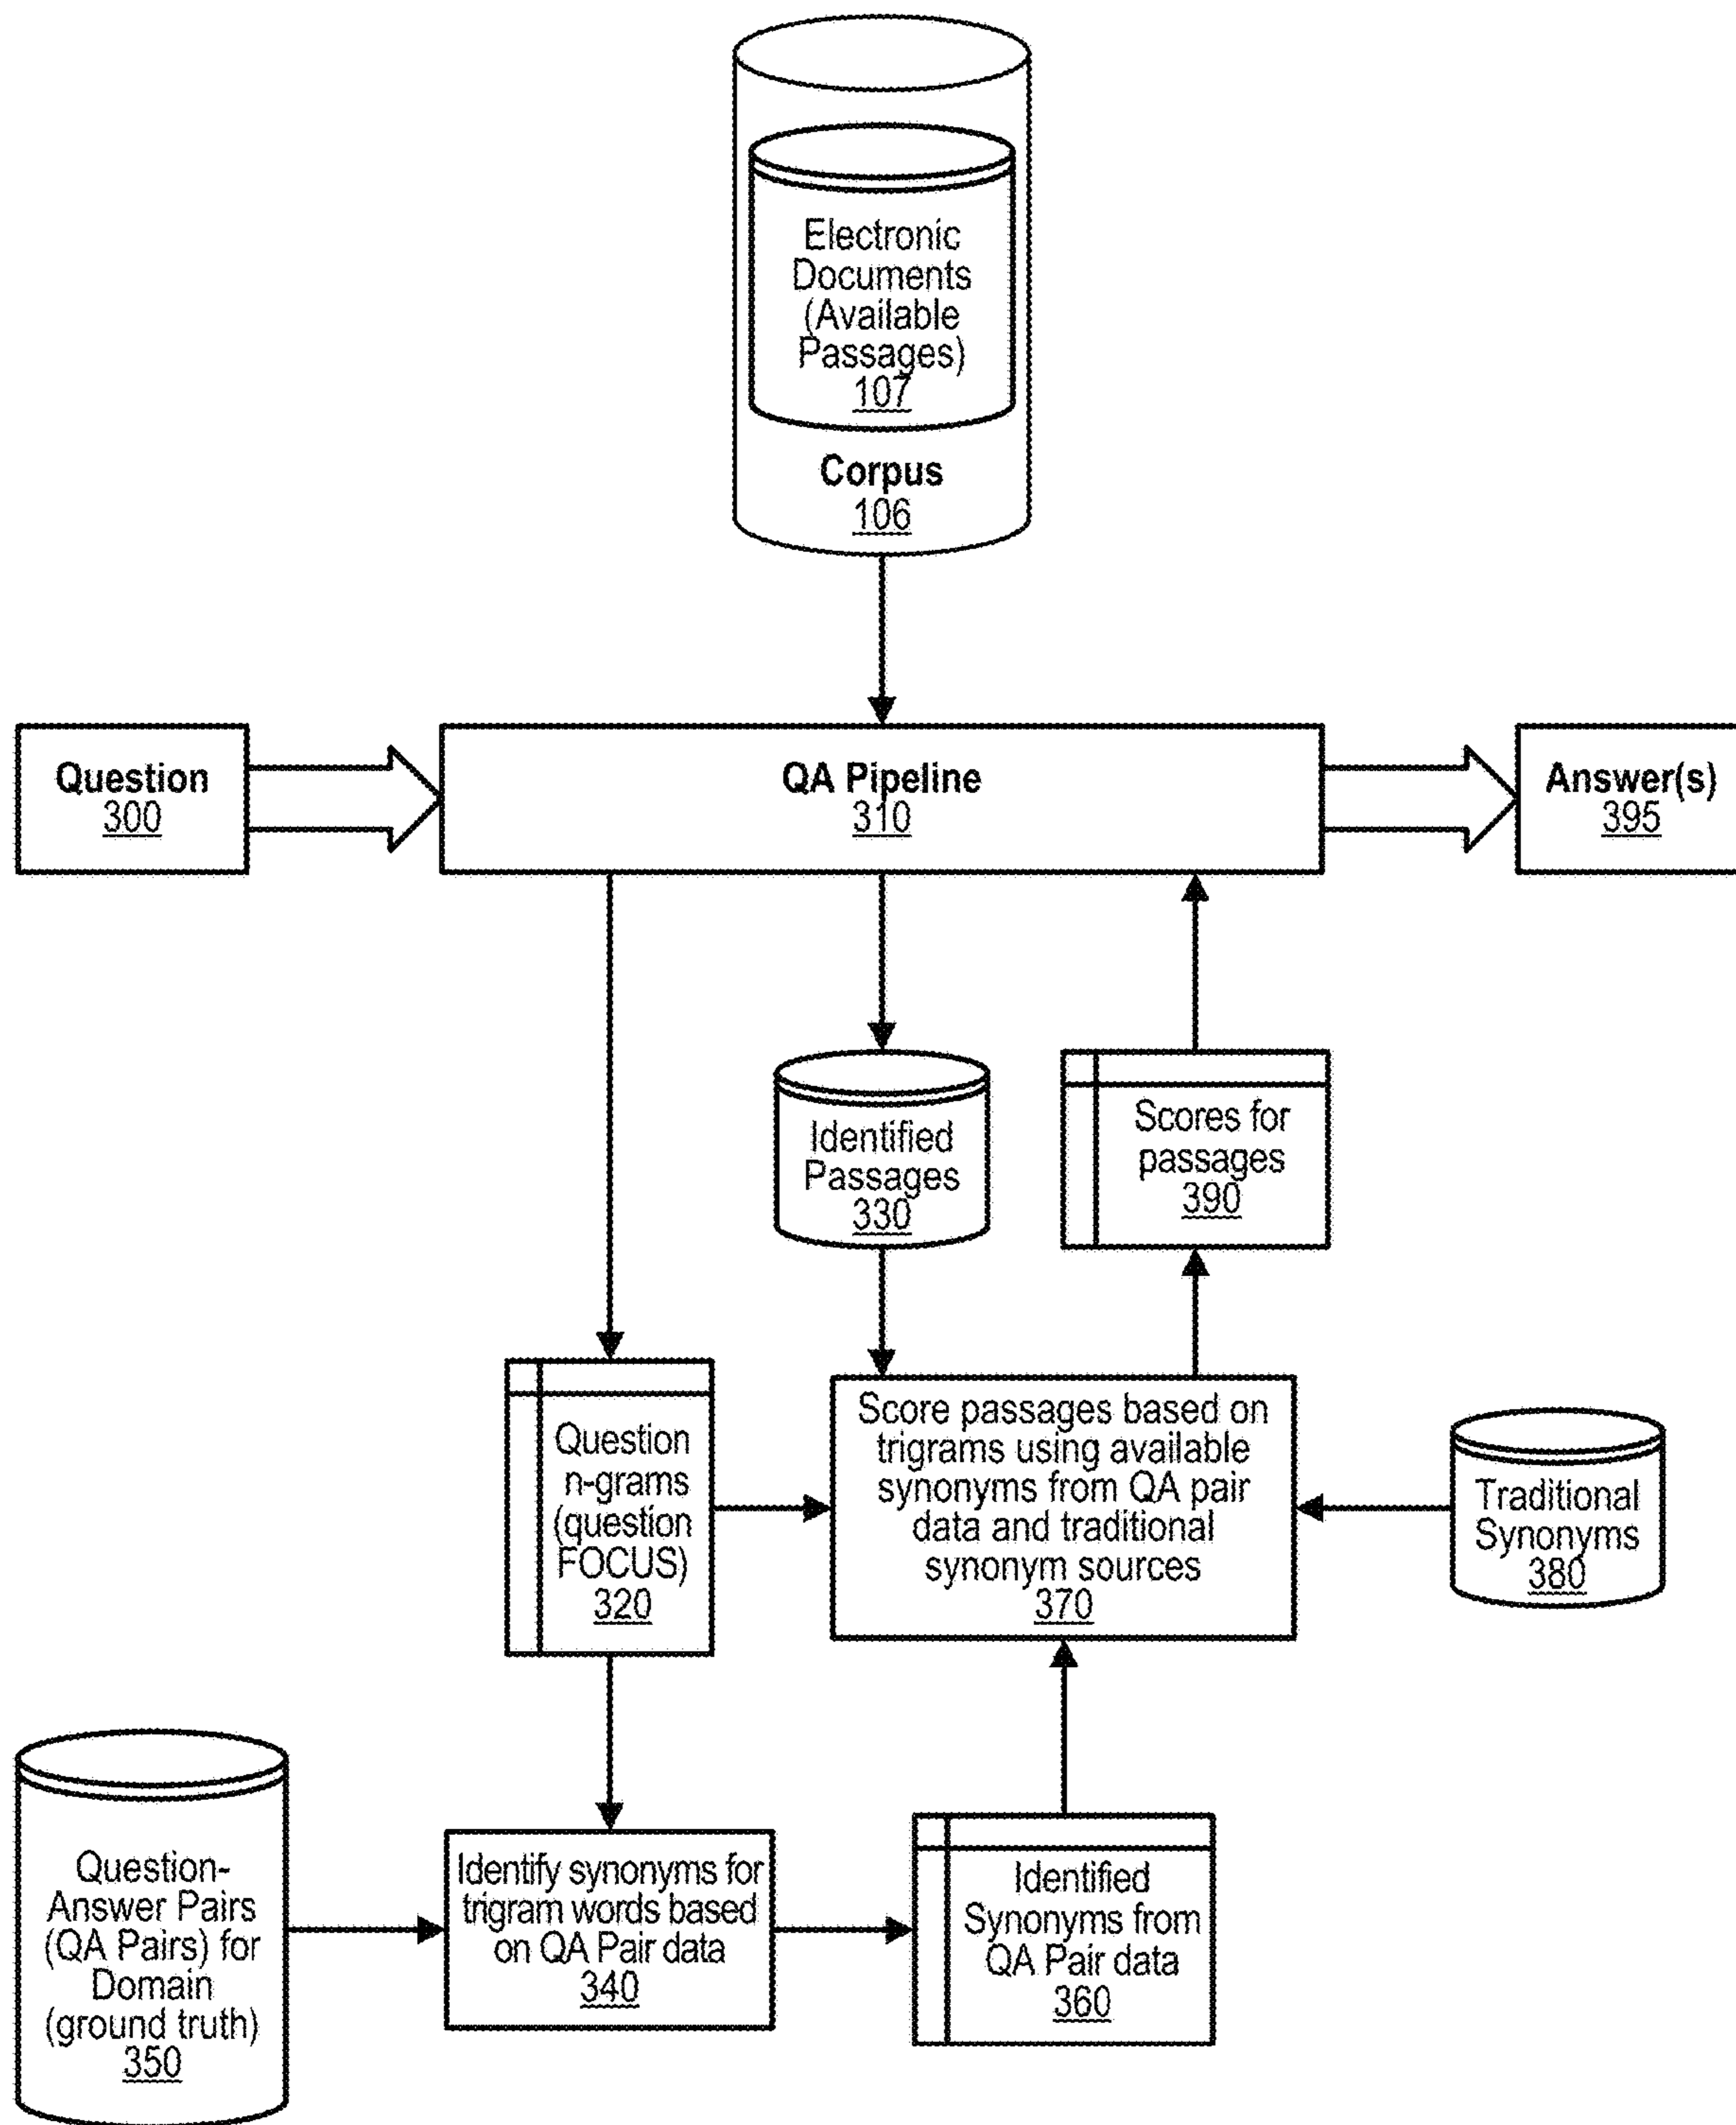 Electronic
Documents
(Available
Passages)
107
Corpus
106
Question
300
QA Pipeline
310
Answer(s)
395
Identified
Passages
330
Scores for
passages
390
Question
n-grams
(question
FOCUS)
320
Score passages based on
trigrams using available
synonyms from QA pair
data and traditional
synonym sources
370
Traditional
Synonyms
380
Question-
Answer Pairs
(QA Pairs) for
Domain
(ground truth)
350
Identify synonyms for
trigram words based
on QA Pair data
340
Identified
Synonyms from
QA Pair data
360